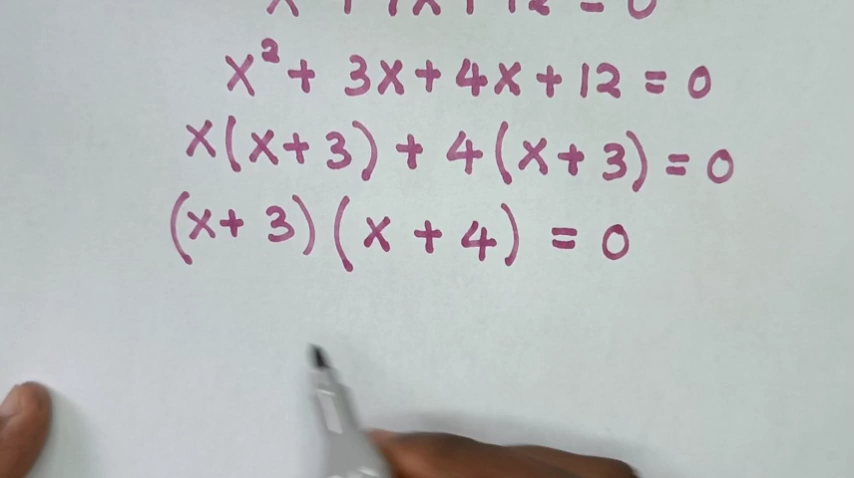 x² + 3x + 4x + 12 = 0
x(x + 3) + 4(x + 3) = 0
(x + 3)(x + 4) = 0